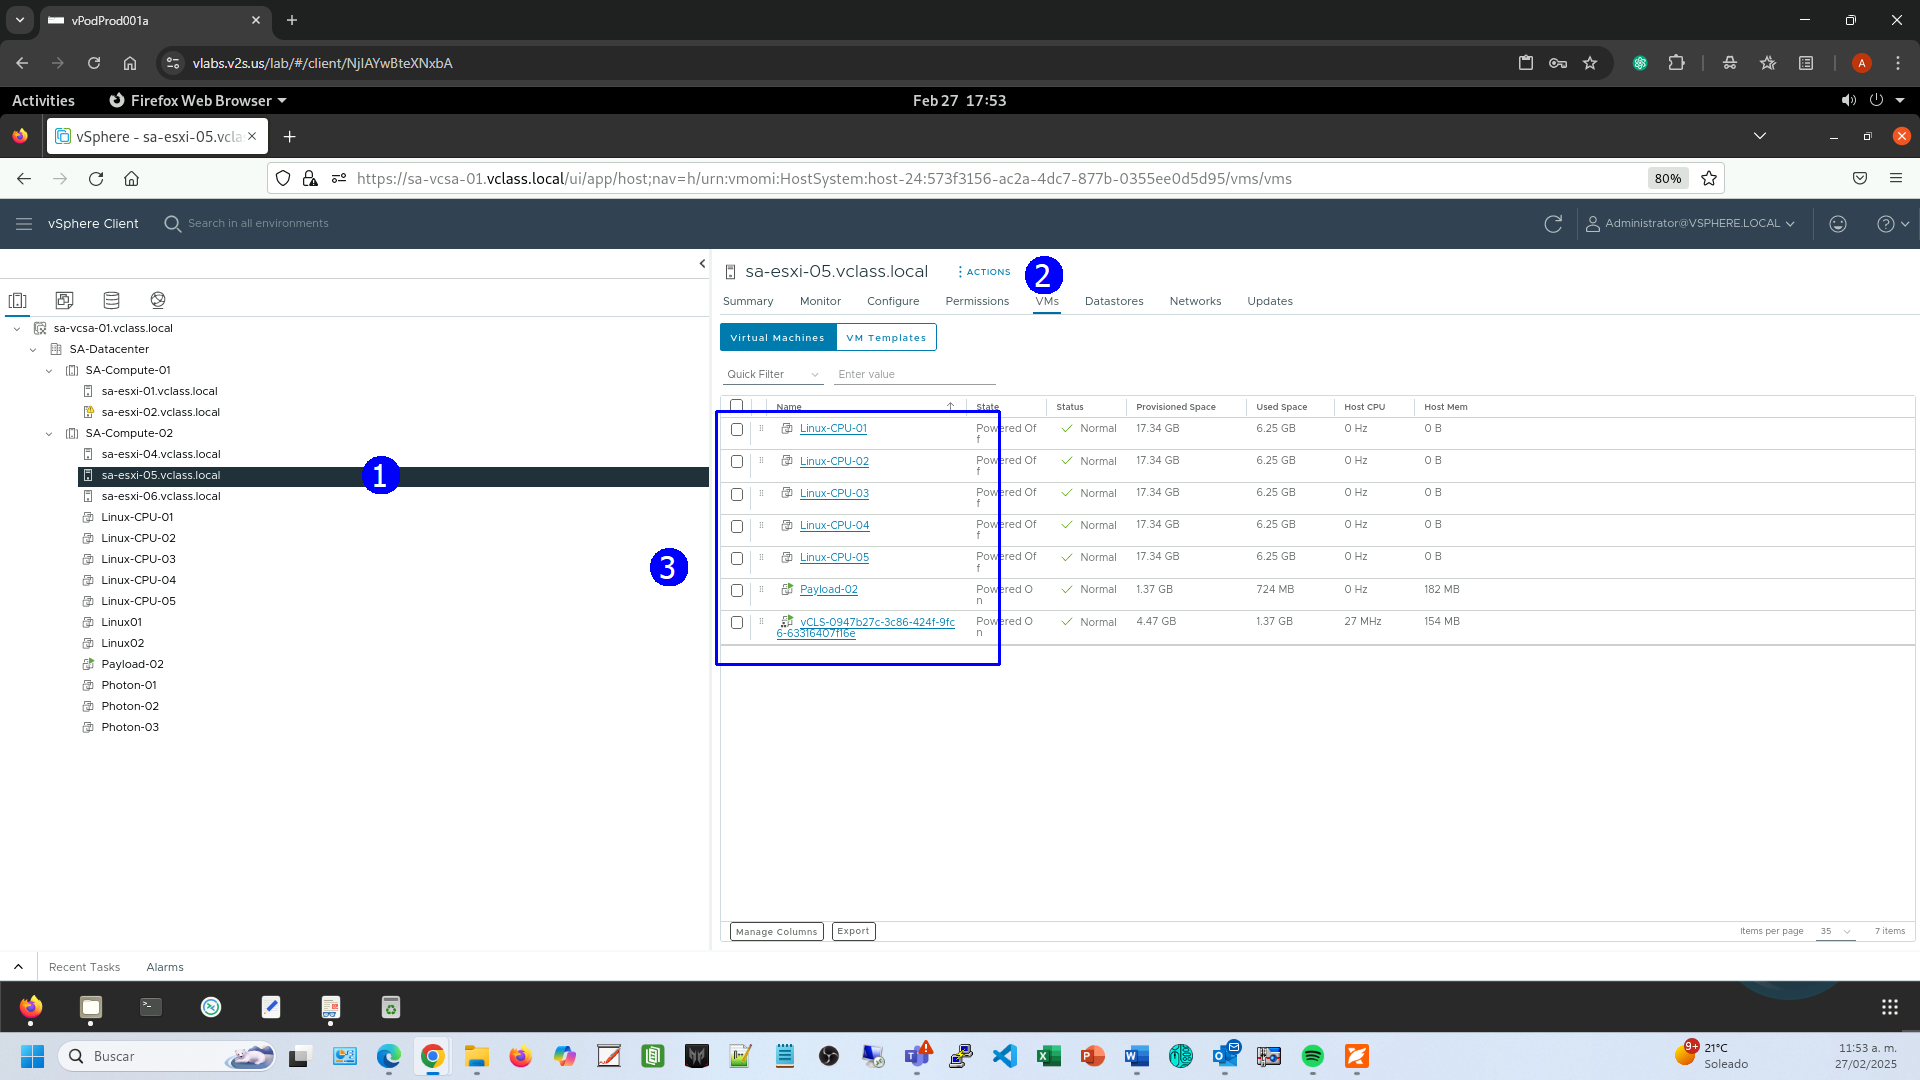 vPodProd001a
vlabs.v2s.us/lab/#/client/NjIAYwBteXNxbA
A
Activities
Firefox Web Browser
Feb 27 17:53
vSphere - sa-esxi-05.vcla
https://sa-vcsa-01.vclass.local/ui/app/host;nav=h/urn:vmomi:HostSystem:host-24:573f3156-ac2a-4dc7-877b-0355ee0d5d95/vms/vms
80%
vSphere Client
Search in all environments
Administrator@VSPHERE.LOCAL
sa-vcsa-01.vclass.local
SA-Datacenter
SA-Compute-01
sa-esxi-01.vclass.local
sa-esxi-02.vclass.local
SA-Compute-02
sa-esxi-04.vclass.local
sa-esxi-05.vclass.local
1
sa-esxi-06.vclass.local
Linux-CPU-01
Linux-CPU-02
Linux-CPU-03
Linux-CPU-04
Linux-CPU-05
Linux01
Linux02
Payload-02
Photon-01
Photon-02
Photon-03
3
sa-esxi-05.vclass.local
ACTIONS
2
Summary Monitor Configure Permissions VMs Datastores Networks Updates
Virtual Machines VM Templates
Quick Filter Enter value
Name State Status Provisioned Space Used Space Host CPU Host Mem
Linux-CPU-01 Powered Of Normal 17.34 GB 6.25 GB 0 Hz 0 B
f
Linux-CPU-02 Powered Of Normal 17.34 GB 6.25 GB 0 Hz 0 B
f
Linux-CPU-03 Powered Of Normal 17.34 GB 6.25 GB 0 Hz 0 B
f
Linux-CPU-04 Powered Of Normal 17.34 GB 6.25 GB 0 Hz 0 B
f
Linux-CPU-05 Powered Of Normal 17.34 GB 6.25 GB 0 Hz 0 B
f
Payload-02 Powered O Normal 1.37 GB 724 MB 0 Hz 182 MB
n
vCLS-0947b27c-3c86-424f-9fc Powered O Normal 4.47 GB 1.37 GB 27 MHz 154 MB
6-63316407f16e n
Manage Columns Export
Items per page 35 7 items
Recent Tasks Alarms
Buscar
9+
21°C
Soleado
11:53 a. m.
27/02/2025